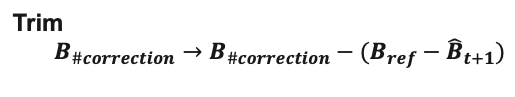 Trim
B#correction → B#correction − (Bref − B̂t+1)